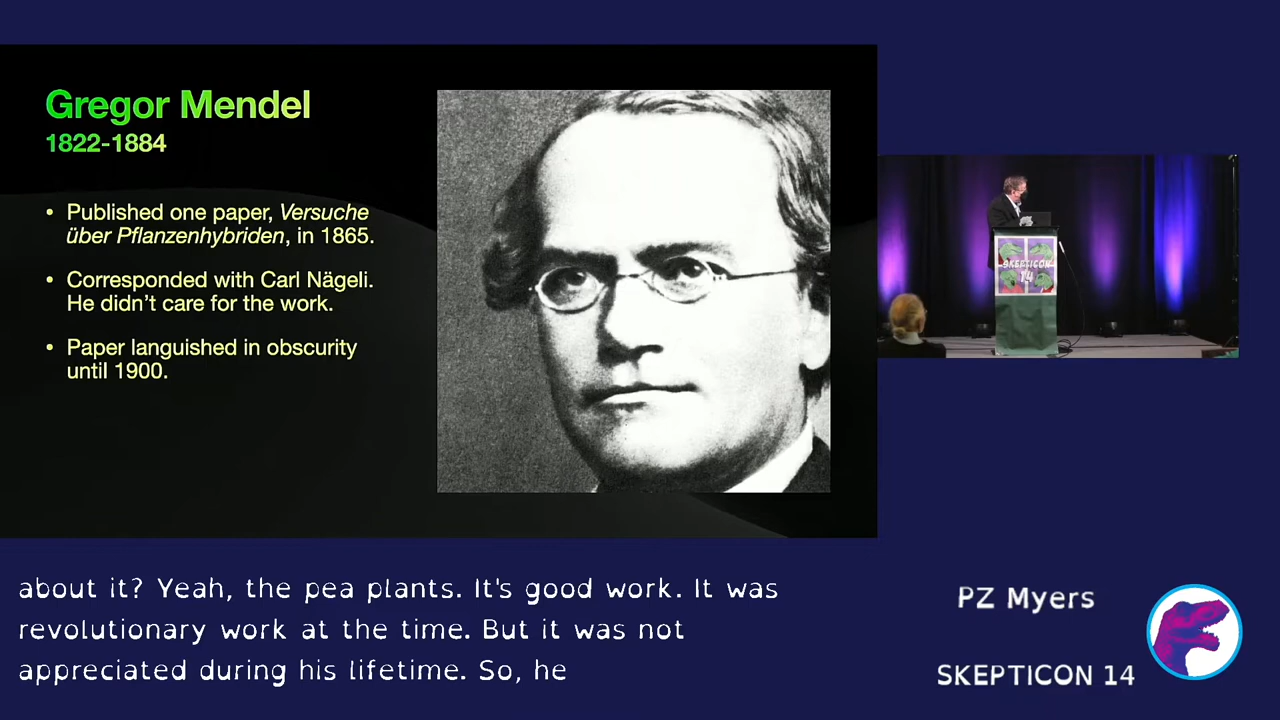 Gregor Mendel
1822-1884
• Published one paper, Versuche
über Pflanzenhybriden, in 1865.
• Corresponded with Carl Nägeli.
He didn't care for the work.
• Paper languished in obscurity
until 1900.
SKEPTICON
14
about it? Yeah, the pea plants. It's good work. It was
revolutionary work at the time. But it was not
appreciated during his lifetime. So, he
PZ Myers
SKEPTICON 14